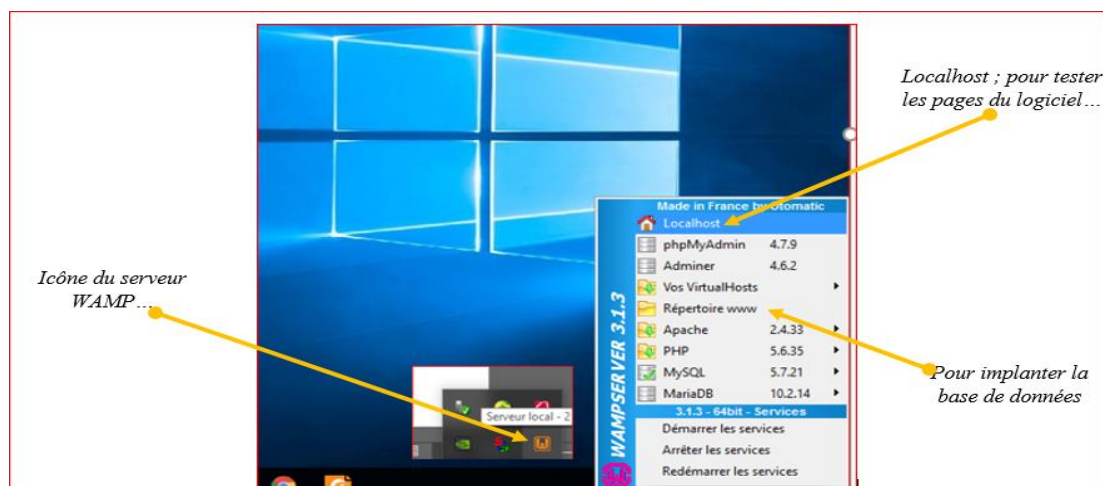 Localhost ; pour tester
les pages du logiciel…
Icône du serveur
WAMP…
Made in France by Otomatic
Localhost
phpMyAdmin 4.7.9
Adminer 4.6.2
Vos VirtualHosts
Répertoire www
Apache 2.4.33
PHP 5.6.35
MySQL 5.7.21
MariaDB 10.2.14
3.1.3 - 64bit - Services
Démarrer les services
Arrêter les services
Redémarrer les services
WAMPSERVER 3.1.3
Serveur local - 2
Pour implanter la
base de données